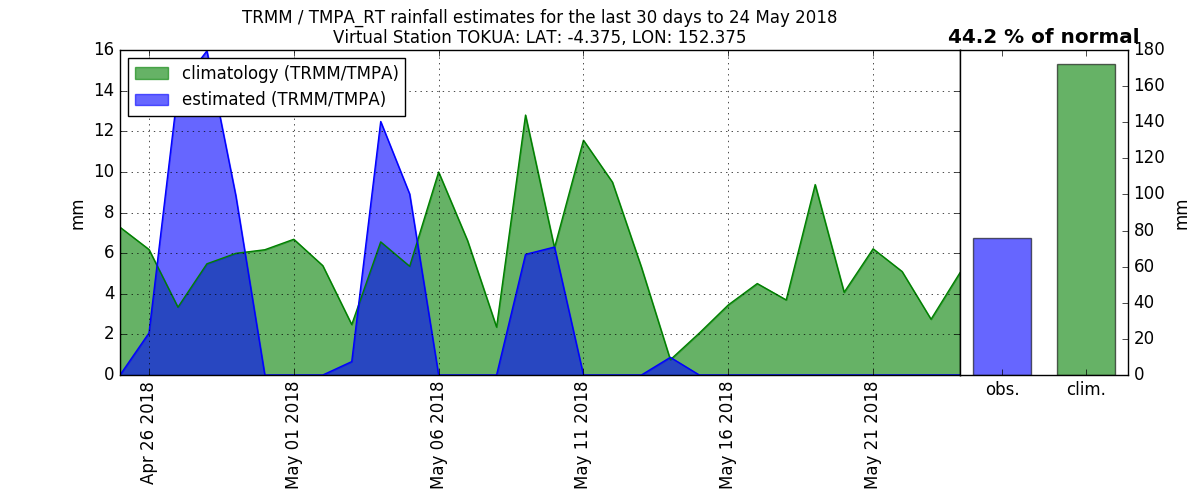 TRMM / TMPA_RT rainfall estimates for the last 30 days to 24 May 2018
Virtual Station TOKUA: LAT: -4.375, LON: 152.375
44.2 % of normal
climatology (TRMM/TMPA)
estimated (TRMM/TMPA)
16
14
12
10
8
6
4
2
0
mm
Apr 26 2018
May 01 2018
May 06 2018
May 11 2018
May 16 2018
May 21 2018
180
160
140
120
100
80
60
40
20
0
mm
obs.
clim.